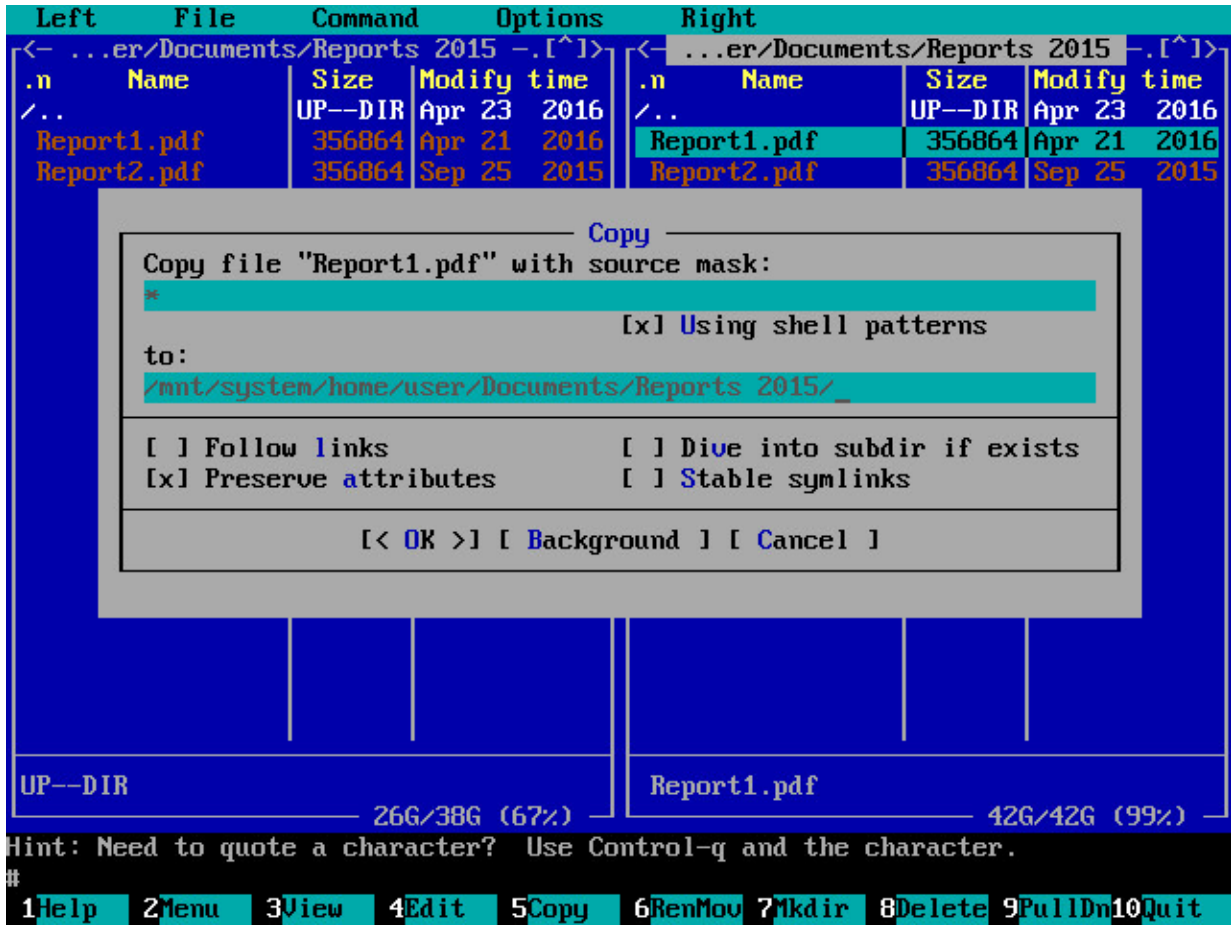 Left File Command Options Right
<- ...er/Documents/Reports 2015 -.[^]> <- ...er/Documents/Reports 2015 -.[^]>
.n Name Size Modify time .n Name Size Modify time
/.. UP--DIR Apr 23 2016 /.. UP--DIR Apr 23 2016
Report1.pdf 356864 Apr 21 2016 Report1.pdf 356864 Apr 21 2016
Report2.pdf 356864 Sep 25 2015 Report2.pdf 356864 Sep 25 2015
Copy
Copy file "Report1.pdf" with source mask:
*
[x] Using shell patterns
to:
/mnt/system/home/user/Documents/Reports 2015/_
[ ] Follow links [ ] Dive into subdir if exists
[x] Preserve attributes [ ] Stable symlinks
[< OK >] [ Background ] [ Cancel ]
UP--DIR Report1.pdf
26G/38G (67%) 42G/42G (99%)
Hint: Need to quote a character? Use Control-q and the character.
#
1Help 2Menu 3View 4Edit 5Copy 6RenMov 7Mkdir 8Delete 9PullDn 10Quit